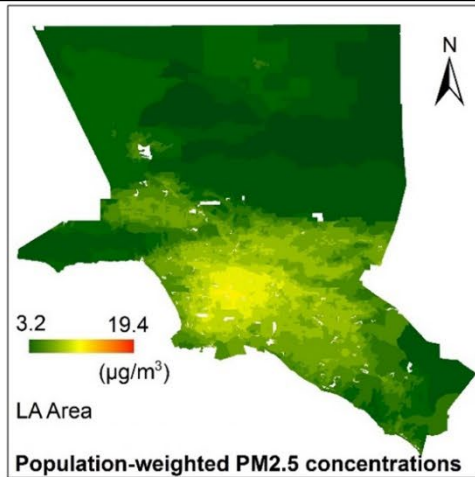 N
3.2 19.4
(µg/m³)
LA Area
Population-weighted PM2.5 concentrations